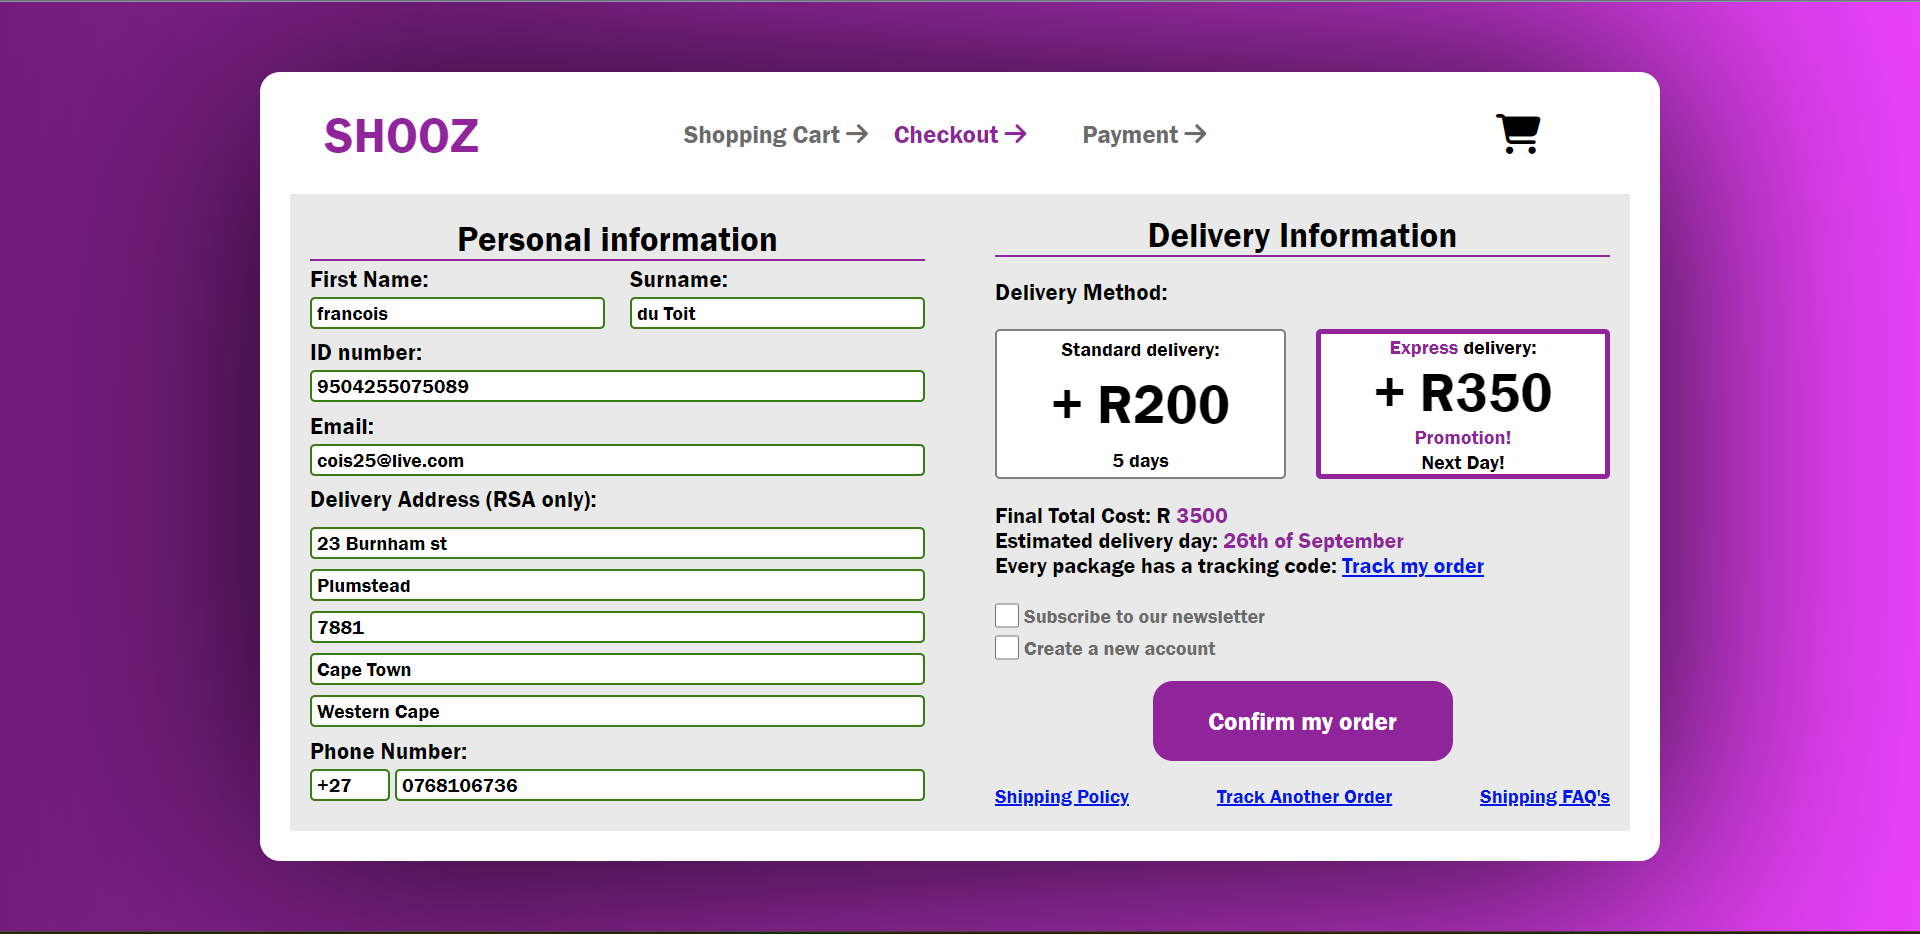 SHOOZ
Shopping Cart
Checkout
Payment
Personal information
First Name:
Surname:
francois
du Toit
ID number:
9504255075089
Email:
cois25@live.com
Delivery Address (RSA only):
23 Burnham st
Plumstead
7881
Cape Town
Western Cape
Phone Number:
+27
0768106736
Delivery Information
Delivery Method:
Standard delivery:
+ R200
5 days
Express delivery:
+ R350
Promotion!
Next Day!
Final Total Cost: R 3500
Estimated delivery day: 26th of September
Every package has a tracking code: Track my order
Subscribe to our newsletter
Create a new account
Confirm my order
Shipping Policy
Track Another Order
Shipping FAQ's